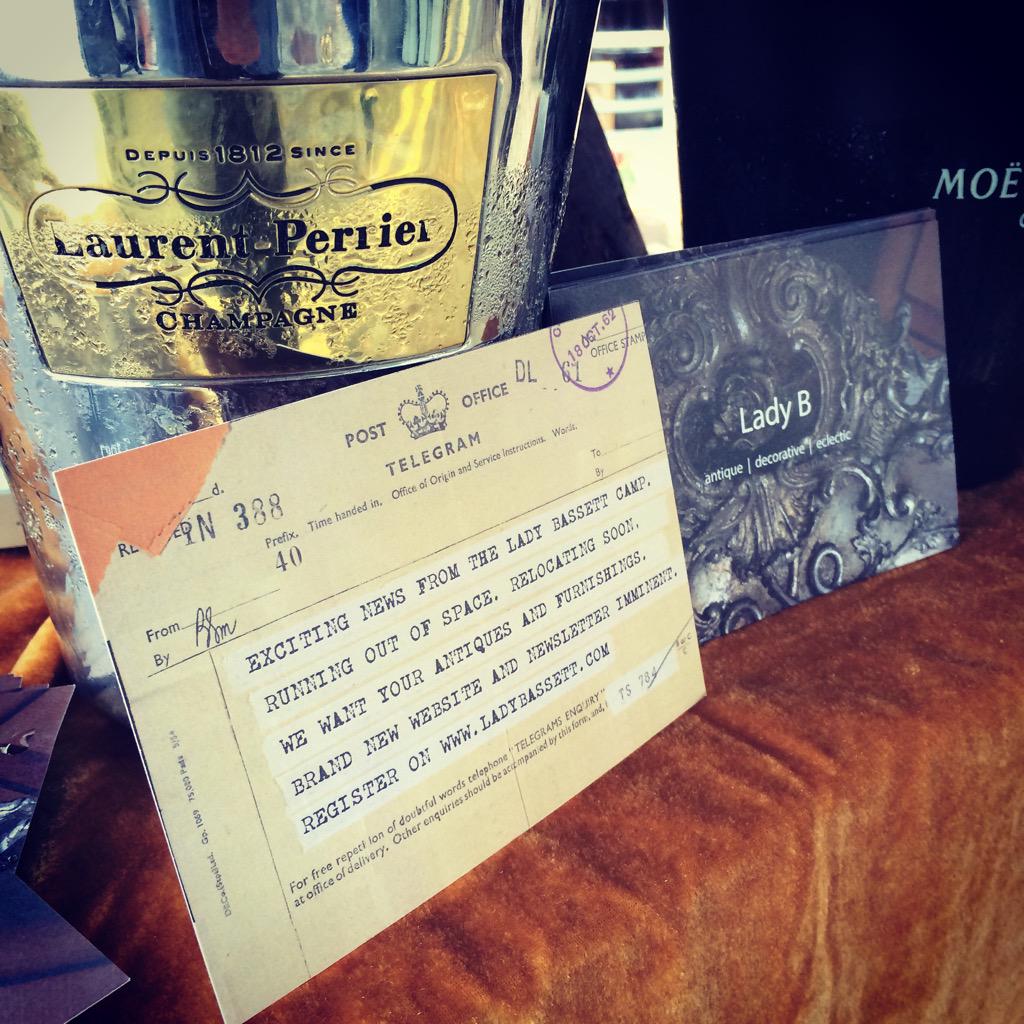 DEPUIS 1812 SINCE
Laurent-Perrier
CHAMPAGNE
MOË
Lady B
antique | decorative | eclectic
18 OCT. 62
DL 61 OFFICE STAMP
POST OFFICE
TELEGRAM
Prefix. Time handed in. Office of Origin and Service Instructions. Words.
d.
PN 388
40
To
By
From
By
EXCITING NEWS FROM THE LADY BASSETT CAMP.
RUNNING OUT OF SPACE. RELOCATING SOON.
WE WANT YOUR ANTIQUES AND FURNISHINGS.
BRAND NEW WEBSITE AND NEWSLETTER IMMINENT.
REGISTER ON WWW.LADYBASSETT.COM
TS 784
For free repetition of doubtful words telephone "TELEGRAMS ENQUIRY"
at office of delivery. Other enquiries should be accompanied by this form, and,